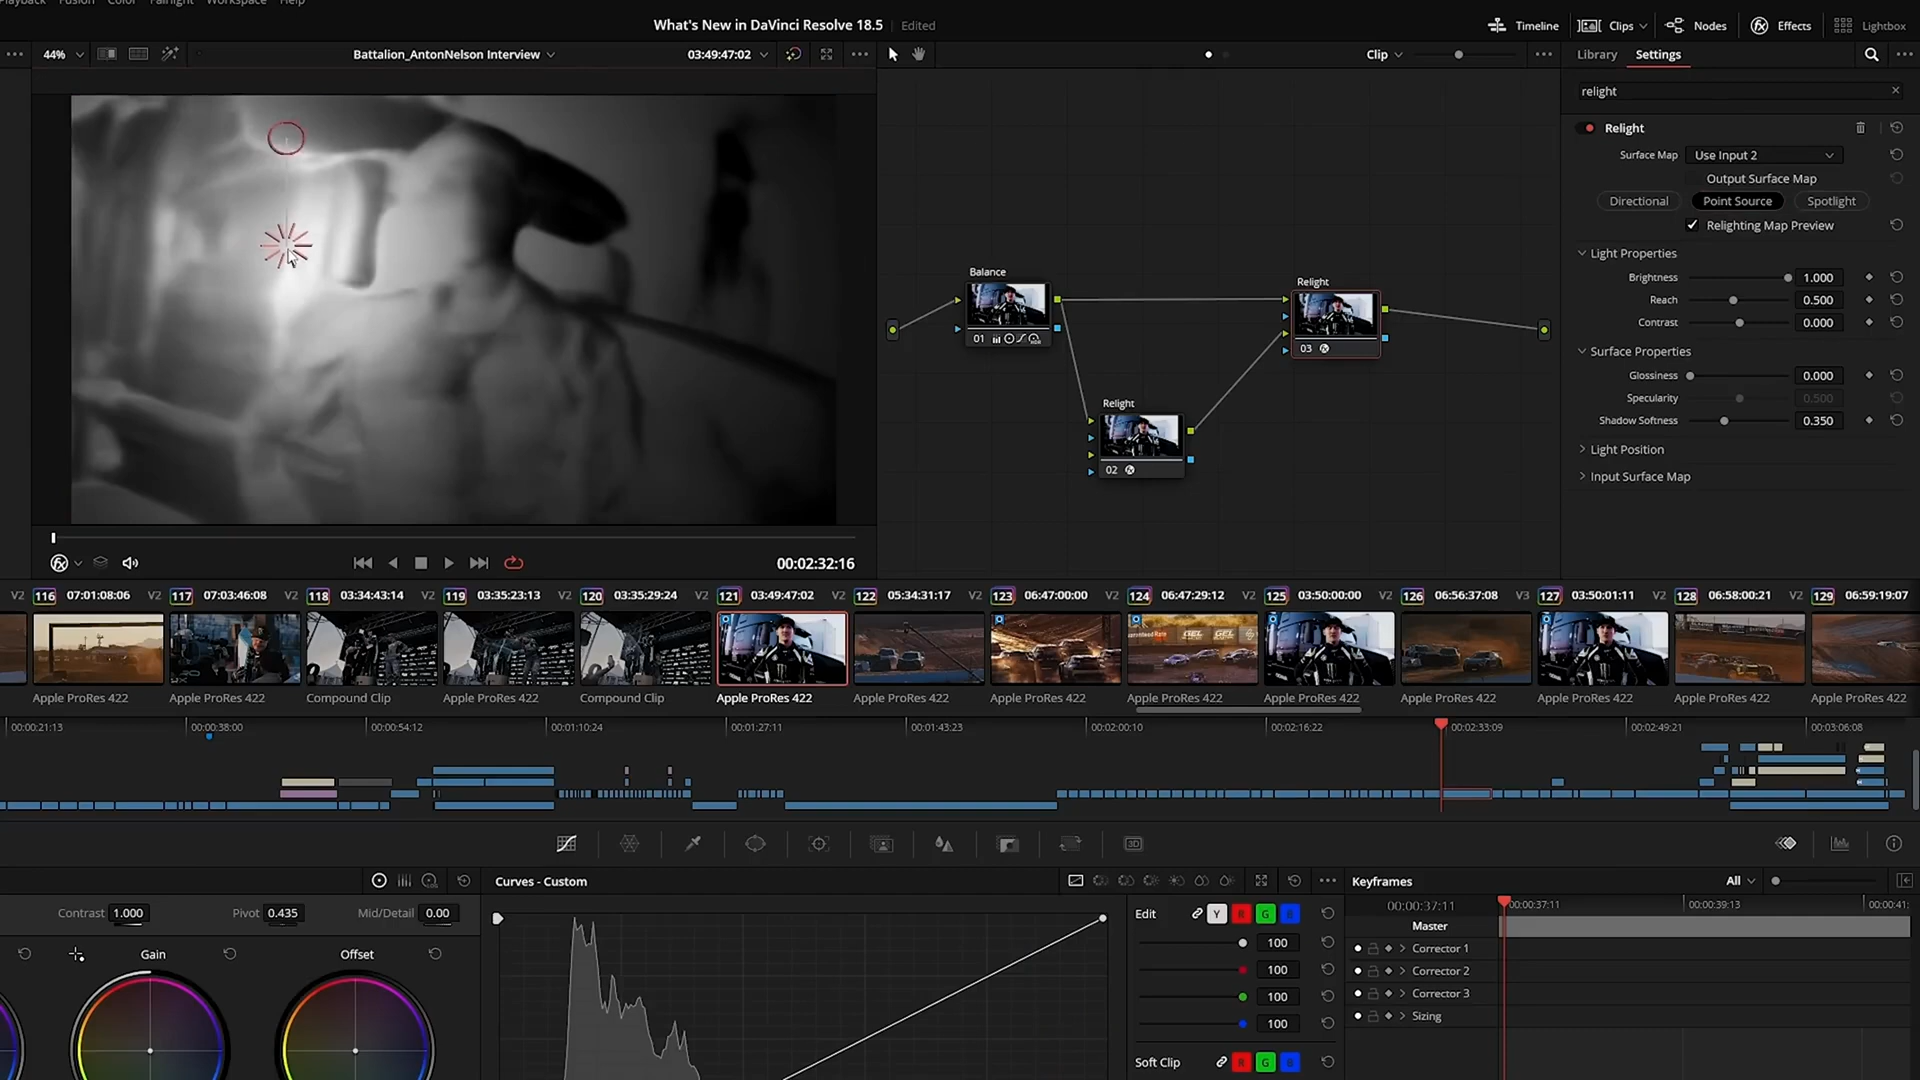 Playback Fusion Color Fairlight Workspace Help
What's New in DaVinci Resolve 18.5 Edited
Timeline Clips Nodes Effects Lightbox
44% Battalion_AntonNelson Interview 03:49:47:02
Clip
Library Settings
relight
Relight
Surface Map Use Input 2
Output Surface Map
Directional Point Source Spotlight
Relighting Map Preview
Light Properties
Brightness 1.000
Reach 0.500
Contrast 0.000
Surface Properties
Glossiness 0.000
Specularity 0.500
Shadow Softness 0.350
Light Position
Input Surface Map
Balance
01
Relight
03
Relight
02
00:02:32:16
V2 116 07:01:08:06 V2 117 07:03:46:08 V2 118 03:34:43:14 V2 119 03:35:23:13 V2 120 03:35:29:24 V2 121 03:49:47:02 V2 122 05:34:31:17 V2 123 06:47:00:00 V2 124 06:47:29:12 V2 125 03:50:00:00 V2 126 06:56:37:08 V3 127 03:50:01:11 V2 128 06:58:00:21 V2 129 06:59:19:07
Apple ProRes 422 Apple ProRes 422 Compound Clip Apple ProRes 422 Compound Clip Apple ProRes 422 Apple ProRes 422 Apple ProRes 422 Apple ProRes 422 Apple ProRes 422 Apple ProRes 422 Apple ProRes 422 Apple ProRes 422 Apple ProRes 422
00:00:21:13 00:00:38:00 00:00:54:12 00:01:10:24 00:01:27:11 00:01:43:23 00:02:00:10 00:02:16:22 00:02:33:09 00:02:49:21 00:03:06:08
3D
Curves - Custom
Keyframes All
Contrast 1.000 Pivot 0.435 Mid/Detail 0.00
Gain Offset
Edit Y R G B
100
100
100
100
Soft Clip R G B
00:00:37:11 00:00:37:11 00:00:39:13 00:00:41:
Master
Corrector 1
Corrector 2
Corrector 3
Sizing